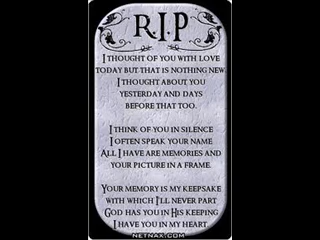 R.I.P
I THOUGHT OF YOU WITH LOVE
TODAY BUT THAT IS NOTHING NEW
I THOUGHT ABOUT YOU
YESTERDAY AND DAYS
BEFORE THAT TOO.
I THINK OF YOU IN SILENCE
I OFTEN SPEAK YOUR NAME
ALL I HAVE ARE MEMORIES AND
YOUR PICTURE IN A FRAME.
YOUR MEMORY IS MY KEEPSAKE
WITH WHICH I'LL NEVER PART
GOD HAS YOU IN HIS KEEPING
I HAVE YOU IN MY HEART
NETNAX.COM